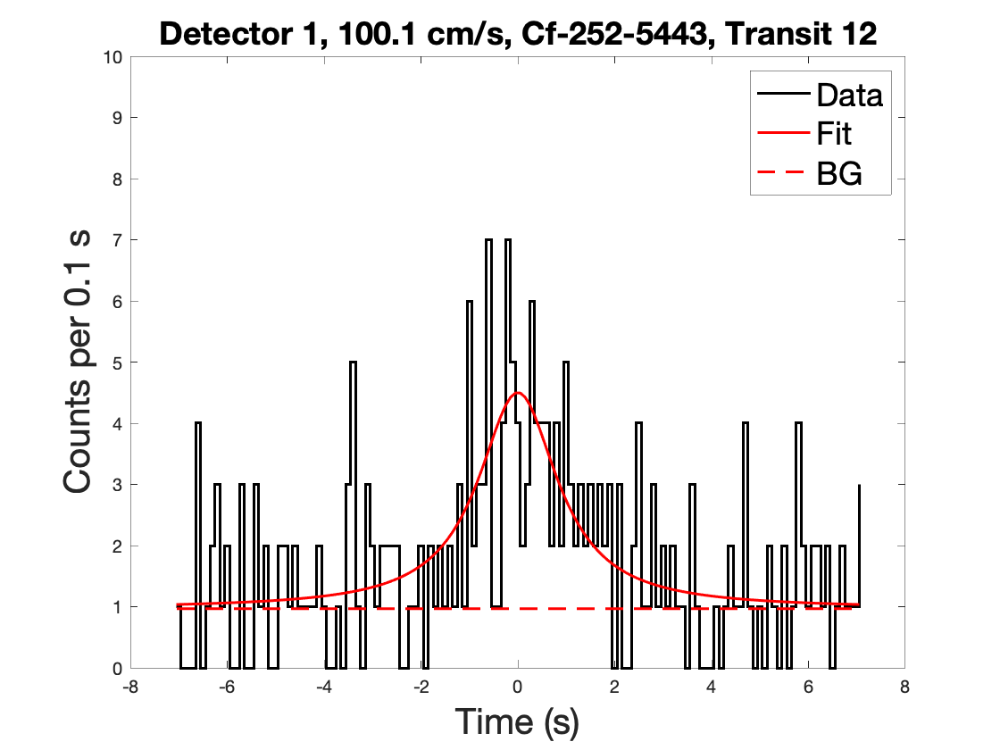 Detector 1, 100.1 cm/s, Cf-252-5443, Transit 12
10
9
8
7
6
5
4
3
2
1
0
Counts per 0.1 s
Data
Fit
BG
-8 -6 -4 -2 0 2 4 6 8
Time (s)